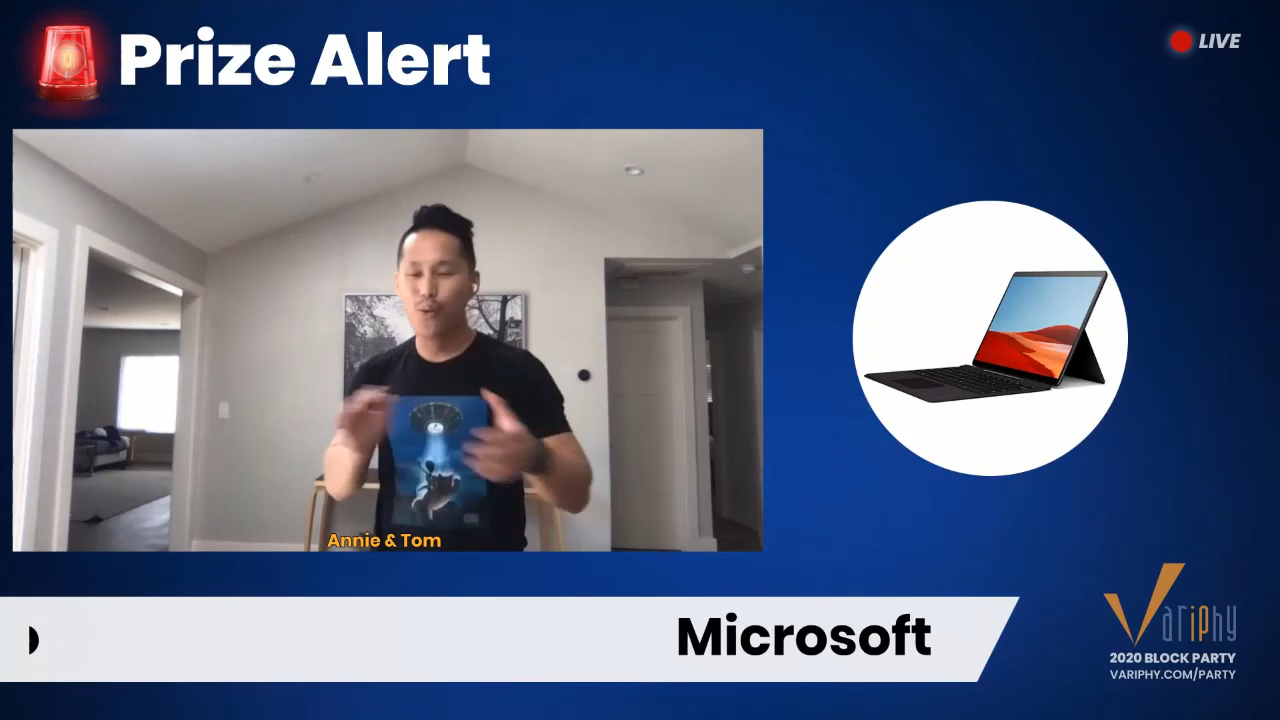 Prize Alert
LIVE
Annie & Tom
Microsoft
Variphy
2020 BLOCK PARTY
VARIPHY.COM/PARTY